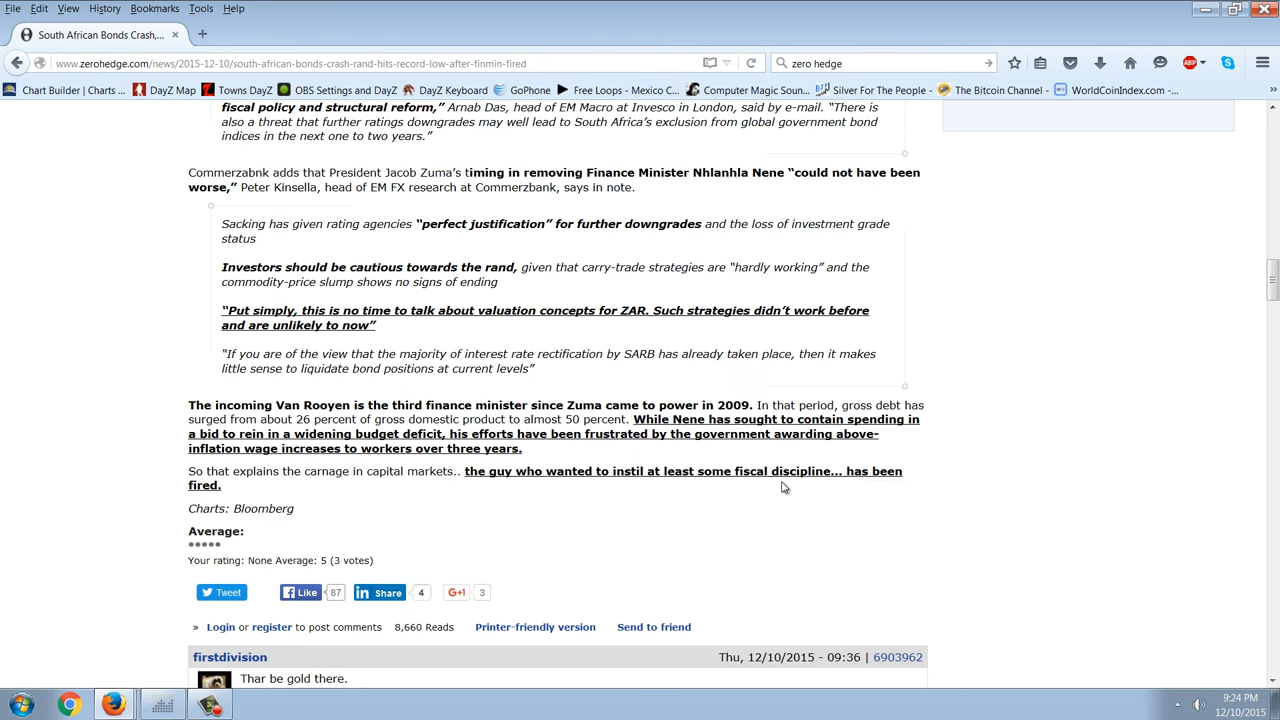 File Edit View History Bookmarks Tools Help
South African Bonds Crash,... × +
www.zerohedge.com/news/2015-12-10/south-african-bonds-crash-rand-hits-record-low-after-finmin-fired zero hedge ABP
Chart Builder | Charts ... DayZ Map Towns DayZ OBS Settings and DayZ DayZ Keyboard GoPhone Free Loops - Mexico C... Computer Magic Soun... Silver For The People - ... The Bitcoin Channel - ... WorldCoinIndex.com -... »
fiscal policy and structural reform,” Arnab Das, head of EM Macro at Invesco in London, said by e-mail. “There is
also a threat that further ratings downgrades may well lead to South Africa’s exclusion from global government bond
indices in the next one to two years.”
Commerzabnk adds that President Jacob Zuma’s timing in removing Finance Minister Nhlanhla Nene “could not have been
worse,” Peter Kinsella, head of EM FX research at Commerzbank, says in note.
Sacking has given rating agencies “perfect justification” for further downgrades and the loss of investment grade
status
Investors should be cautious towards the rand, given that carry-trade strategies are “hardly working” and the
commodity-price slump shows no signs of ending
“Put simply, this is no time to talk about valuation concepts for ZAR. Such strategies didn’t work before
and are unlikely to now”
“If you are of the view that the majority of interest rate rectification by SARB has already taken place, then it makes
little sense to liquidate bond positions at current levels”
The incoming Van Rooyen is the third finance minister since Zuma came to power in 2009. In that period, gross debt has
surged from about 26 percent of gross domestic product to almost 50 percent. While Nene has sought to contain spending in
a bid to rein in a widening budget deficit, his efforts have been frustrated by the government awarding above-
inflation wage increases to workers over three years.
So that explains the carnage in capital markets.. the guy who wanted to instil at least some fiscal discipline... has been
fired.
Charts: Bloomberg
Average:
Your rating: None Average: 5 (3 votes)
Tweet Like 87 in Share 4 G+1 3
» Login or register to post comments 8,660 Reads Printer-friendly version Send to friend
firstdivision Thu, 12/10/2015 - 09:36 | 6903962
Thar be gold there.
9:24 PM
12/10/2015